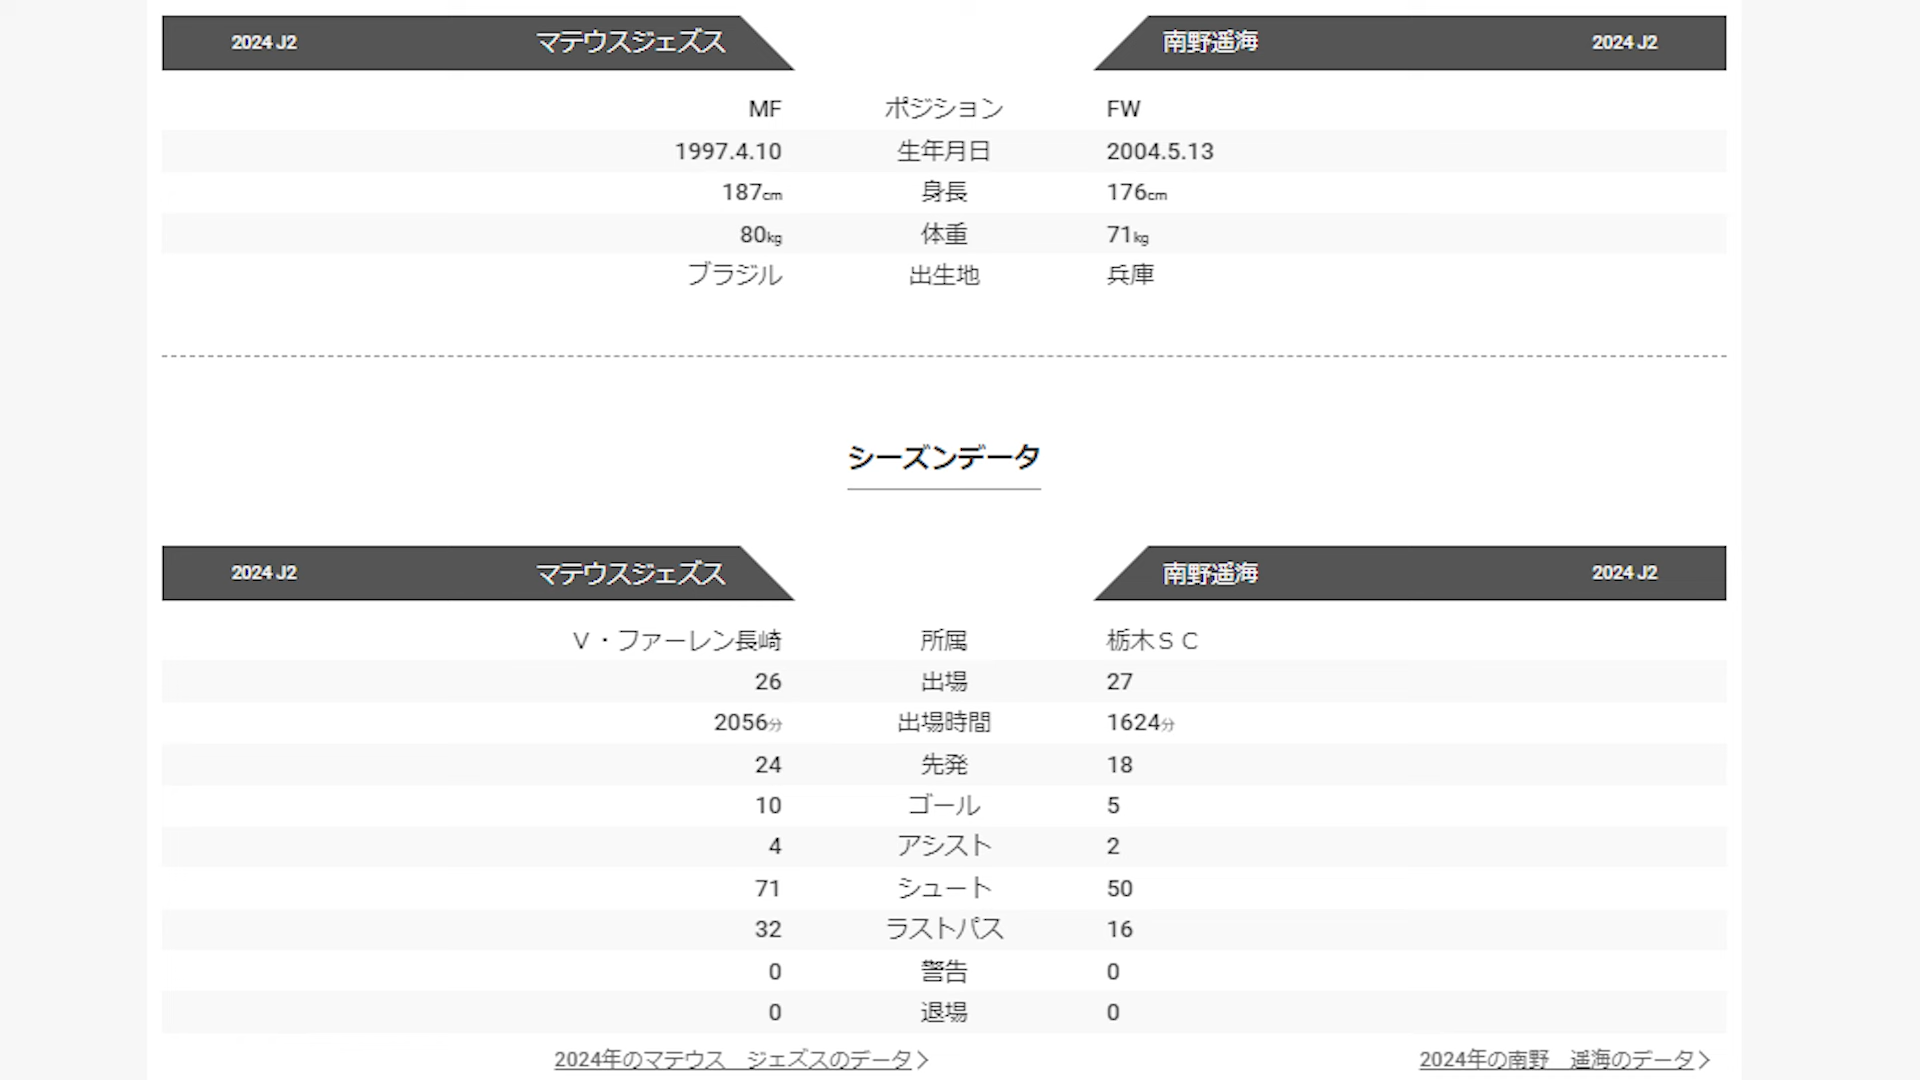 2024 J2 マテウスジェズス 南野遥海 2024 J2
MF ポジション FW
1997.4.10 生年月日 2004.5.13
187cm 身長 176cm
80kg 体重 71kg
ブラジル 出生地 兵庫
シーズンデータ
2024 J2 マテウスジェズス 南野遥海 2024 J2
Ｖ・ファーレン長崎 所属 栃木ＳＣ
26 出場 27
2056分 出場時間 1624分
24 先発 18
10 ゴール 5
4 アシスト 2
71 シュート 50
32 ラストパス 16
0 警告 0
0 退場 0
2024年のマテウス　ジェズスのデータ 2024年の南野　遥海のデータ